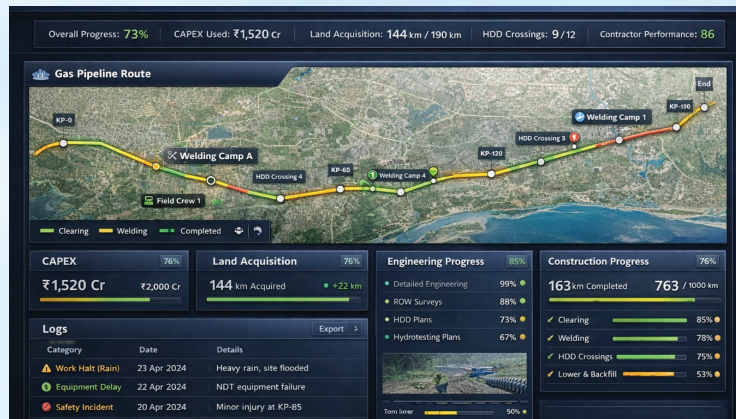 Overall Progress: 73% CAPEX Used: ₹1,520 Cr Land Acquisition: 144 km / 190 km HDD Crossings: 9/12 Contractor Performance: 86
Gas Pipeline Route
End
KP-190
KP-0
Welding Camp 1
HDD Crossing 3
Welding Camp A
KP-120
KP-65
HDD Crossing 4
1 Welding Camp 4
Field Crew 1
Clearing Welding Completed
CAPEX 76%
₹1,520 Cr ₹2,000 Cr
Land Acquisition 76%
144 km Acquired +22 km
Engineering Progress 85%
Detailed Engineering 99%
ROW Surveys 88%
HDD Plans 73%
Hydrotesting Plans 67%
Tom Imrer 90%
Construction Progress 76%
163 km Completed 763 / 1000 km
Clearing 85%
Welding 78%
HDD Crossings 75%
Lower & Backfill 53%
Logs Export
Category Date Details
Work Halt (Rain) 23 Apr 2024 Heavy rain, site flooded
Equipment Delay 22 Apr 2024 NDT equipment failure
Safety Incident 20 Apr 2024 Minor injury at KP-85